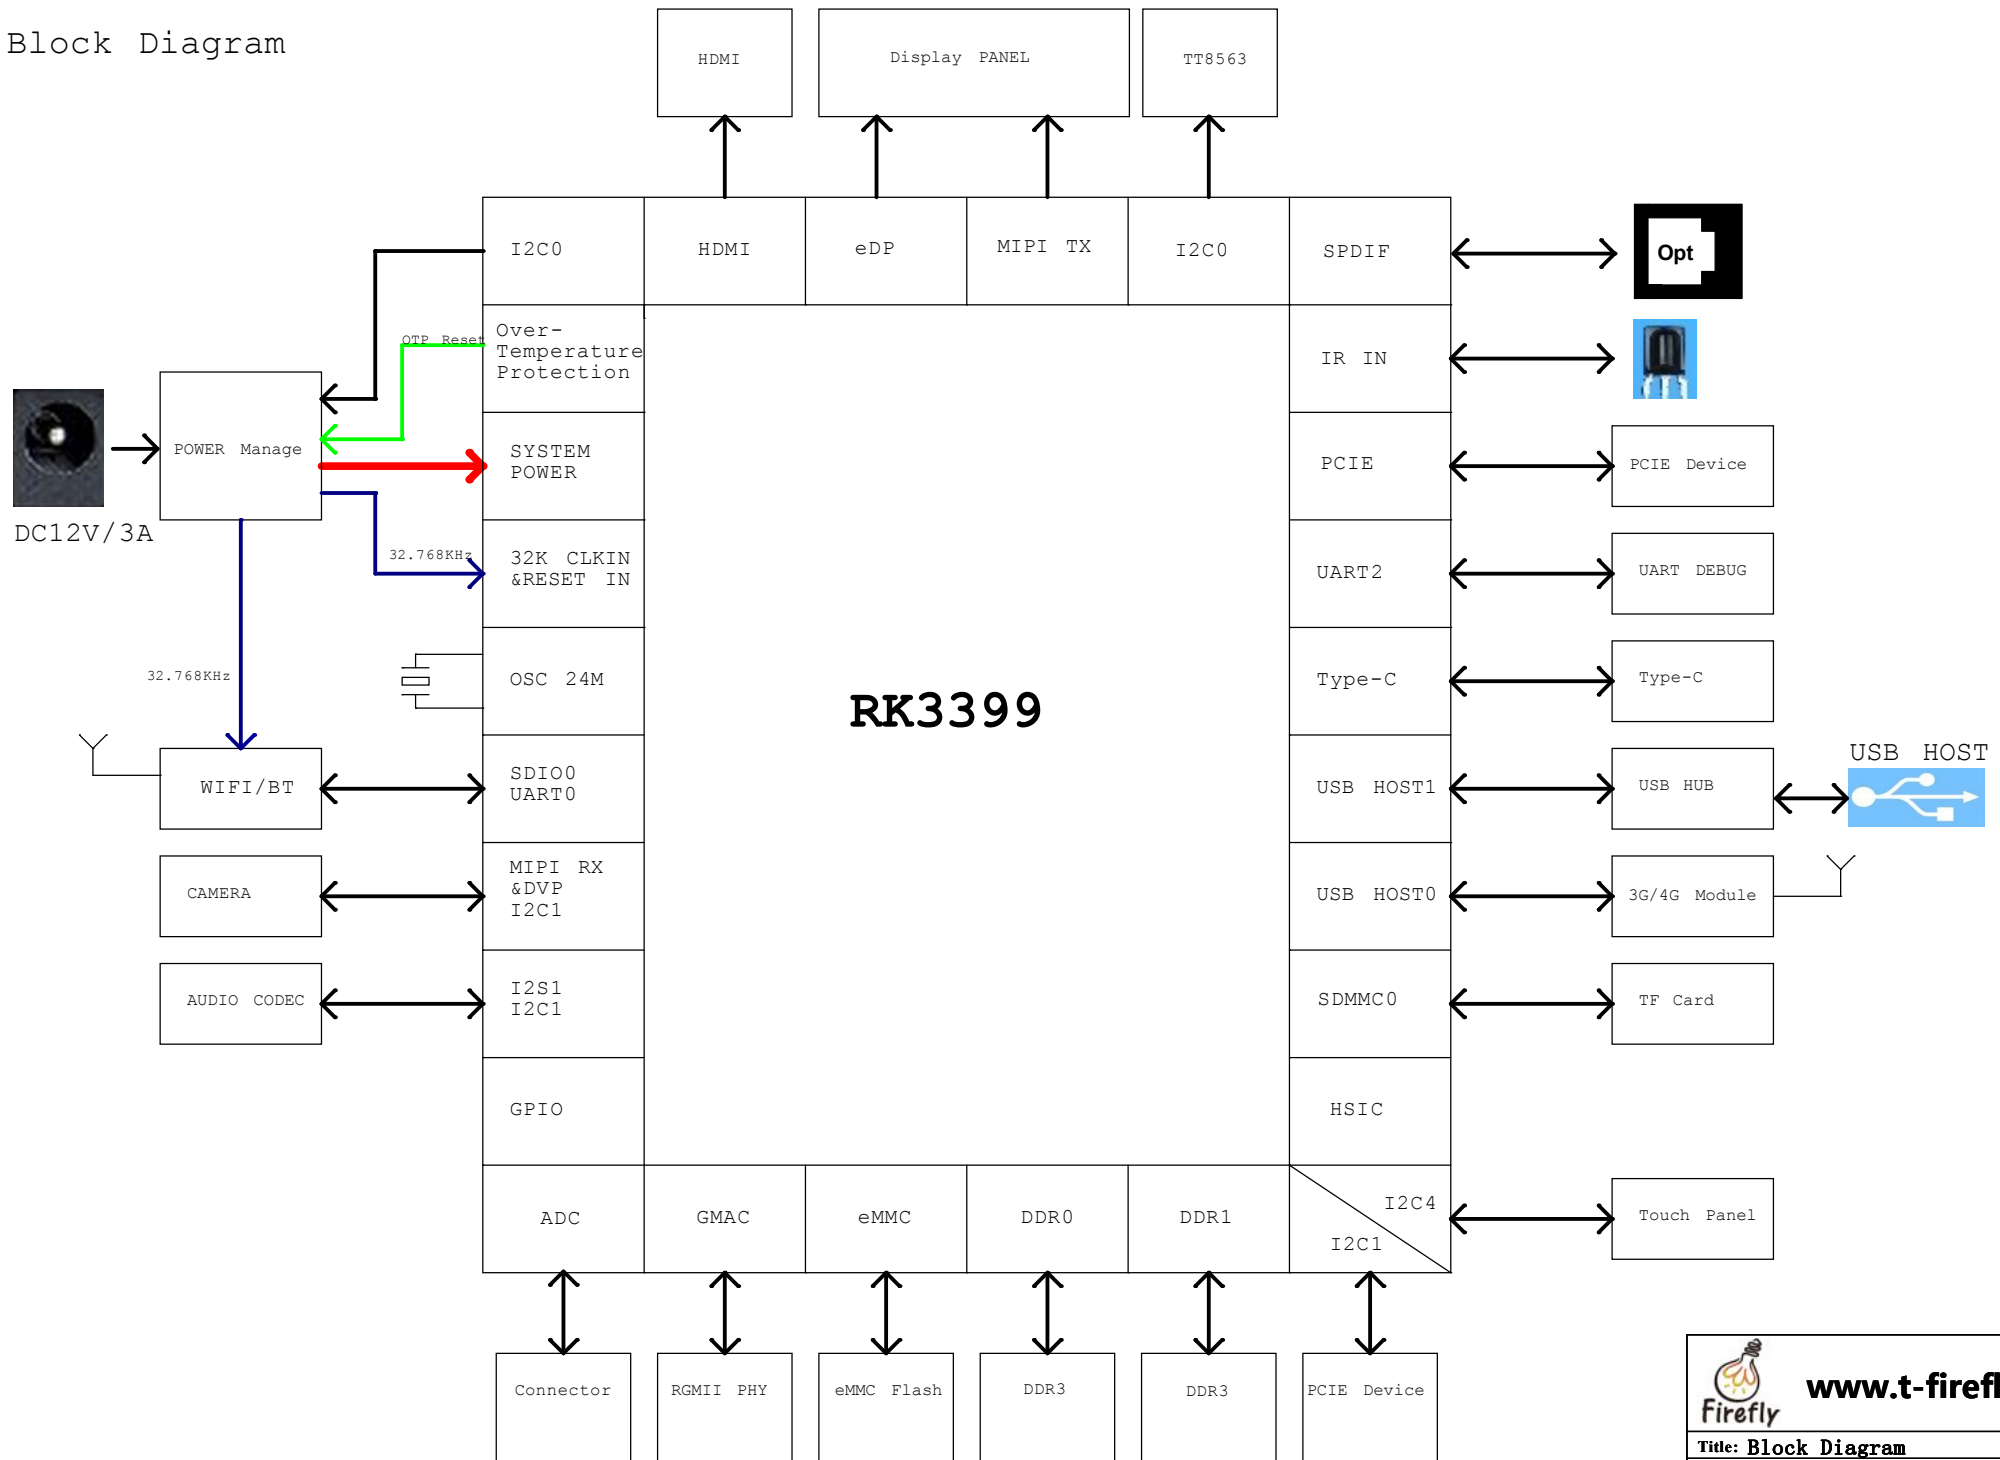 Block Diagram
HDMI
Display PANEL
TT8563
I2C0
HDMI
eDP
MIPI TX
I2C0
SPDIF
Opt
OTP Reset
Over-
Temperature
Protection
IR IN
POWER Manage
DC12V/3A
SYSTEM
POWER
PCIE
PCIE Device
32.768KHz
32K CLKIN
&RESET IN
UART2
UART DEBUG
32.768KHz
OSC 24M
RK3399
Type-C
Type-C
WIFI/BT
SDIO0
UART0
USB HOST1
USB HUB
USB HOST
CAMERA
MIPI RX
&DVP
I2C1
USB HOST0
3G/4G Module
AUDIO CODEC
I2S1
I2C1
SDMMC0
TF Card
GPIO
HSIC
ADC
GMAC
eMMC
DDR0
DDR1
I2C4
I2C1
Touch Panel
Connector
RGMII PHY
eMMC Flash
DDR3
DDR3
PCIE Device
Firefly
www.t-firefl
Title: Block Diagram